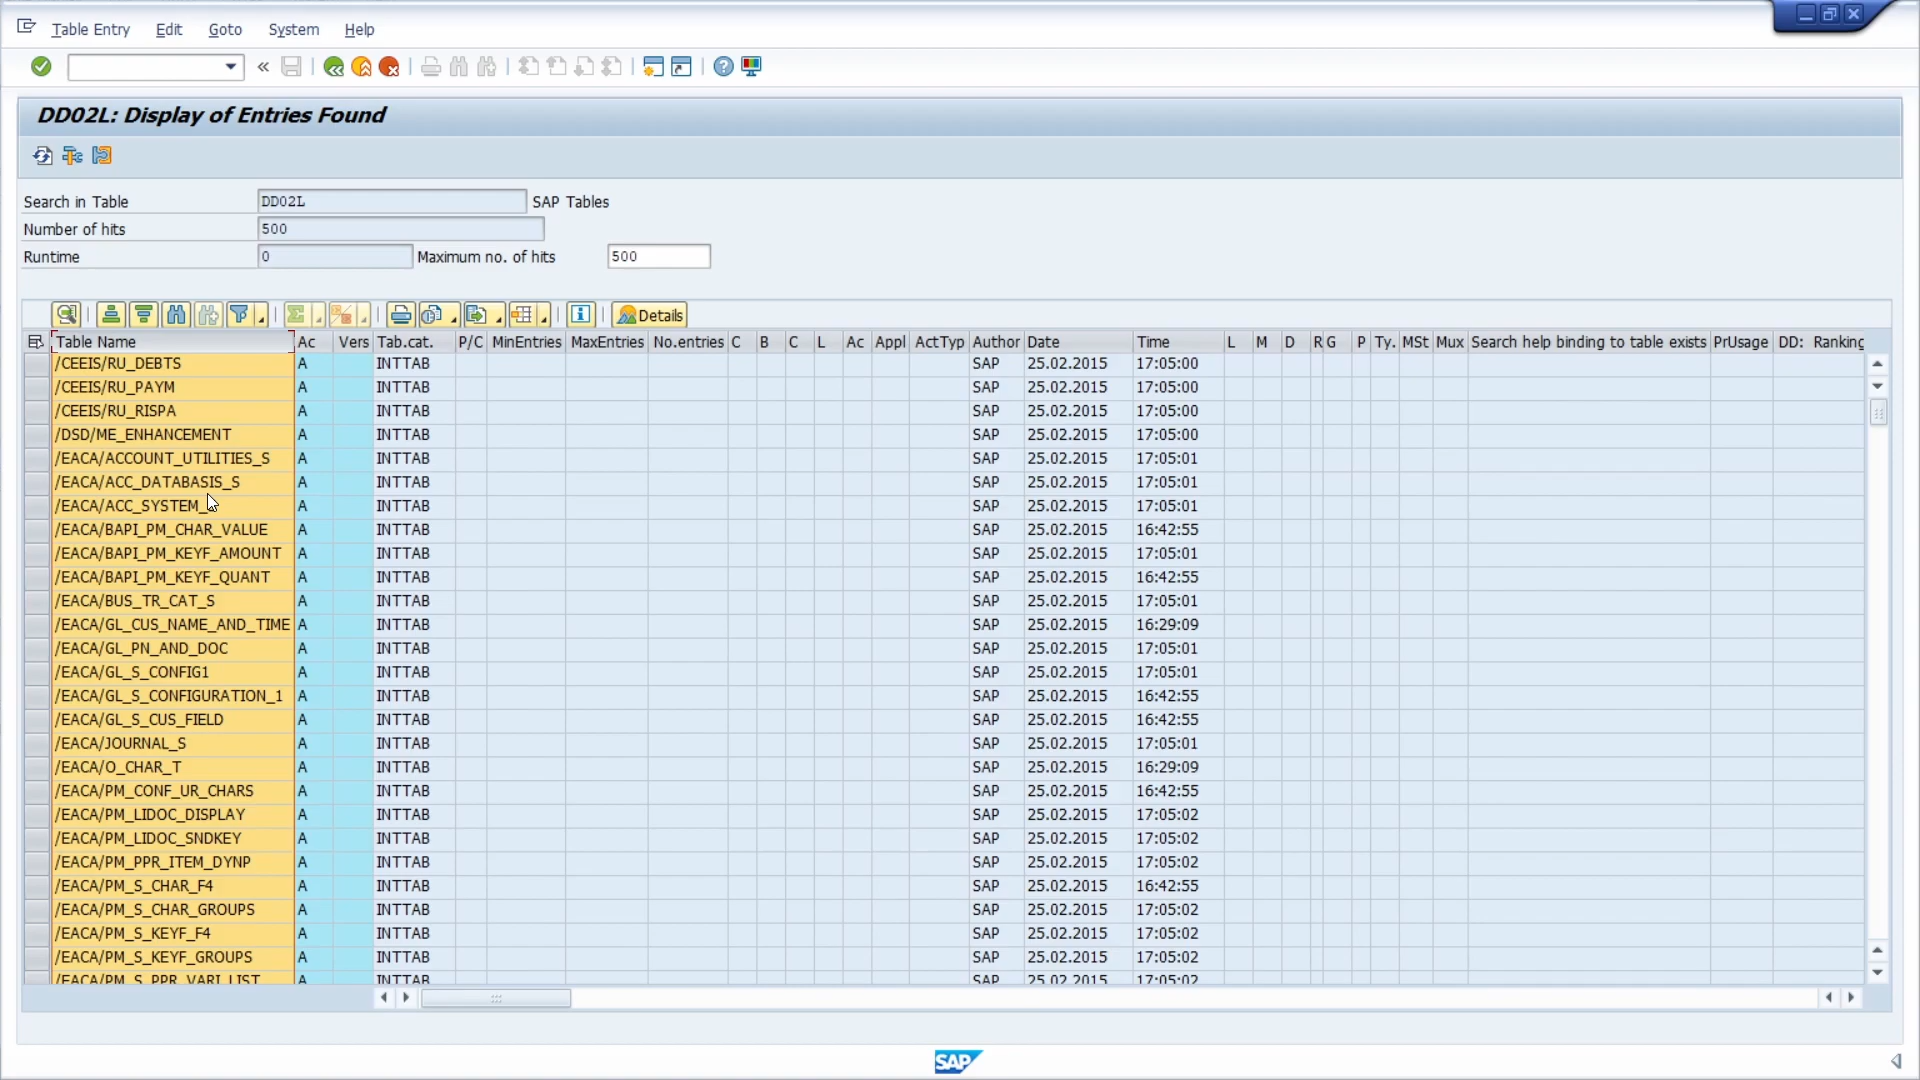 Table Entry Edit Goto System Help
DD02L: Display of Entries Found
Search in Table DD02L SAP Tables
Number of hits 500
Runtime 0 Maximum no. of hits 500
Details
Table Name Ac Vers Tab.cat. P/C MinEntries MaxEntries No.entries C B C L Ac Appl ActTyp Author Date Time L M D R G P Ty. MSt Mux Search help binding to table exists PrUsage DD: Ranking
/CEEIS/RU_DEBTS A INTTAB SAP 25.02.2015 17:05:00
/CEEIS/RU_PAYM A INTTAB SAP 25.02.2015 17:05:00
/CEEIS/RU_RISPA A INTTAB SAP 25.02.2015 17:05:00
/DSD/ME_ENHANCEMENT A INTTAB SAP 25.02.2015 17:05:00
/EACA/ACCOUNT_UTILITIES_S A INTTAB SAP 25.02.2015 17:05:01
/EACA/ACC_DATABASIS_S A INTTAB SAP 25.02.2015 17:05:01
/EACA/ACC_SYSTEM_ A INTTAB SAP 25.02.2015 17:05:01
/EACA/BAPI_PM_CHAR_VALUE A INTTAB SAP 25.02.2015 16:42:55
/EACA/BAPI_PM_KEYF_AMOUNT A INTTAB SAP 25.02.2015 17:05:01
/EACA/BAPI_PM_KEYF_QUANT A INTTAB SAP 25.02.2015 16:42:55
/EACA/BUS_TR_CAT_S A INTTAB SAP 25.02.2015 17:05:01
/EACA/GL_CUS_NAME_AND_TIME A INTTAB SAP 25.02.2015 16:29:09
/EACA/GL_PN_AND_DOC A INTTAB SAP 25.02.2015 17:05:01
/EACA/GL_S_CONFIG1 A INTTAB SAP 25.02.2015 17:05:01
/EACA/GL_S_CONFIGURATION_1 A INTTAB SAP 25.02.2015 16:42:55
/EACA/GL_S_CUS_FIELD A INTTAB SAP 25.02.2015 16:42:55
/EACA/JOURNAL_S A INTTAB SAP 25.02.2015 17:05:01
/EACA/O_CHAR_T A INTTAB SAP 25.02.2015 16:29:09
/EACA/PM_CONF_UR_CHARS A INTTAB SAP 25.02.2015 16:42:55
/EACA/PM_LIDOC_DISPLAY A INTTAB SAP 25.02.2015 17:05:02
/EACA/PM_LIDOC_SNDKEY A INTTAB SAP 25.02.2015 17:05:02
/EACA/PM_PPR_ITEM_DYNP A INTTAB SAP 25.02.2015 17:05:02
/EACA/PM_S_CHAR_F4 A INTTAB SAP 25.02.2015 16:42:55
/EACA/PM_S_CHAR_GROUPS A INTTAB SAP 25.02.2015 17:05:02
/EACA/PM_S_KEYF_F4 A INTTAB SAP 25.02.2015 17:05:02
/EACA/PM_S_KEYF_GROUPS A INTTAB SAP 25.02.2015 17:05:02
/EACA/PM_S_PPR_VARI_LIST A INTTAB SAP 25.02.2015 17:05:02
SAP